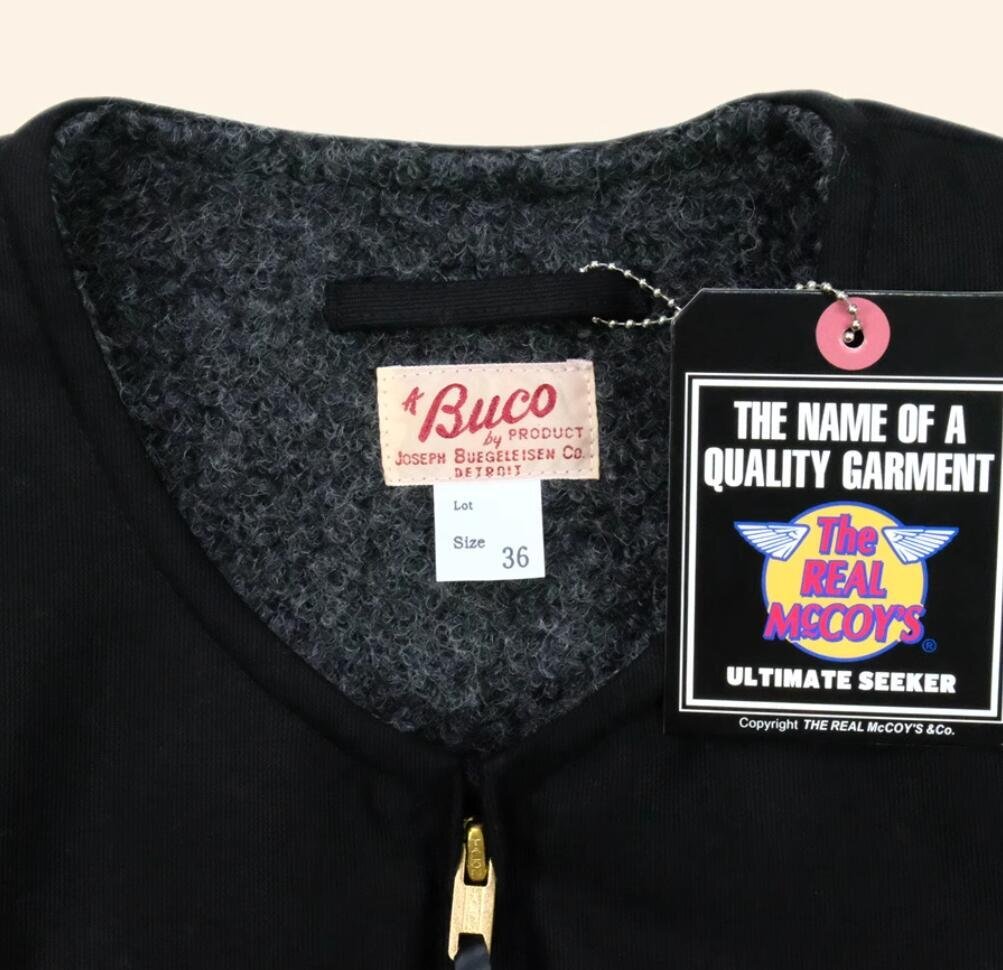 A Buco
by PRODUCT
JOSEPH BUEGELEISEN CO.
DETROIT
Lot
Size 36
THE NAME OF A
QUALITY GARMENT
The
REAL
McCOY'S®
ULTIMATE SEEKER
Copyright THE REAL McCOY'S &Co.